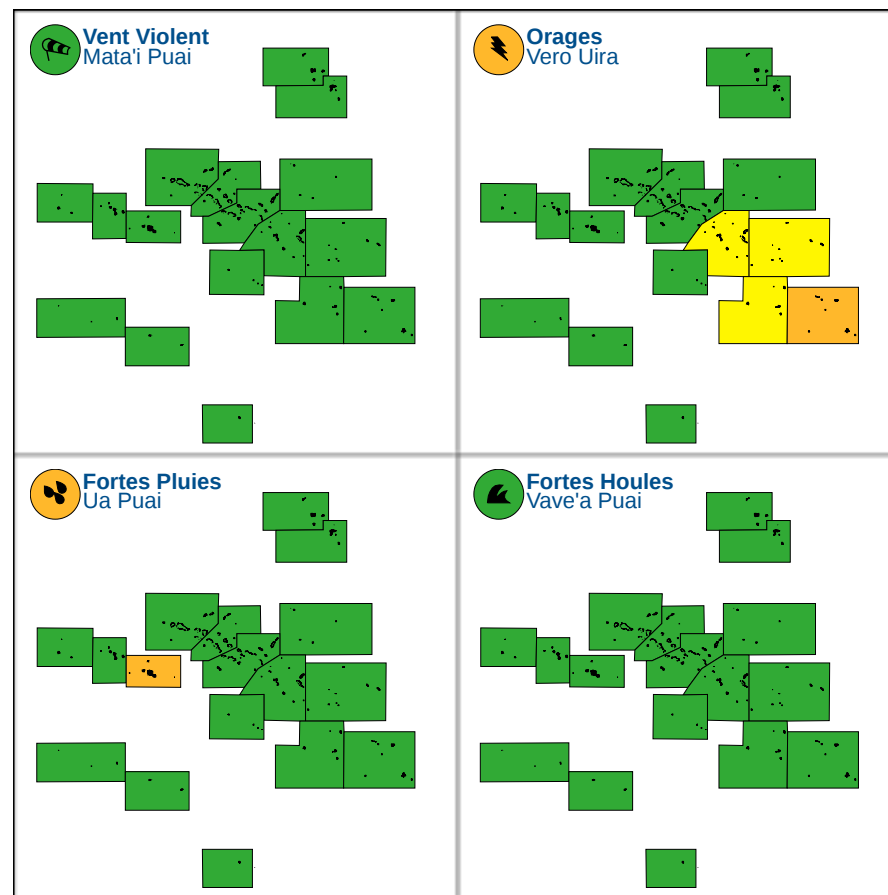 Vent Violent
Mata'i Puai
Orages
Vero Uira
Fortes Pluies
Ua Puai
Fortes Houles
Vave'a Puai